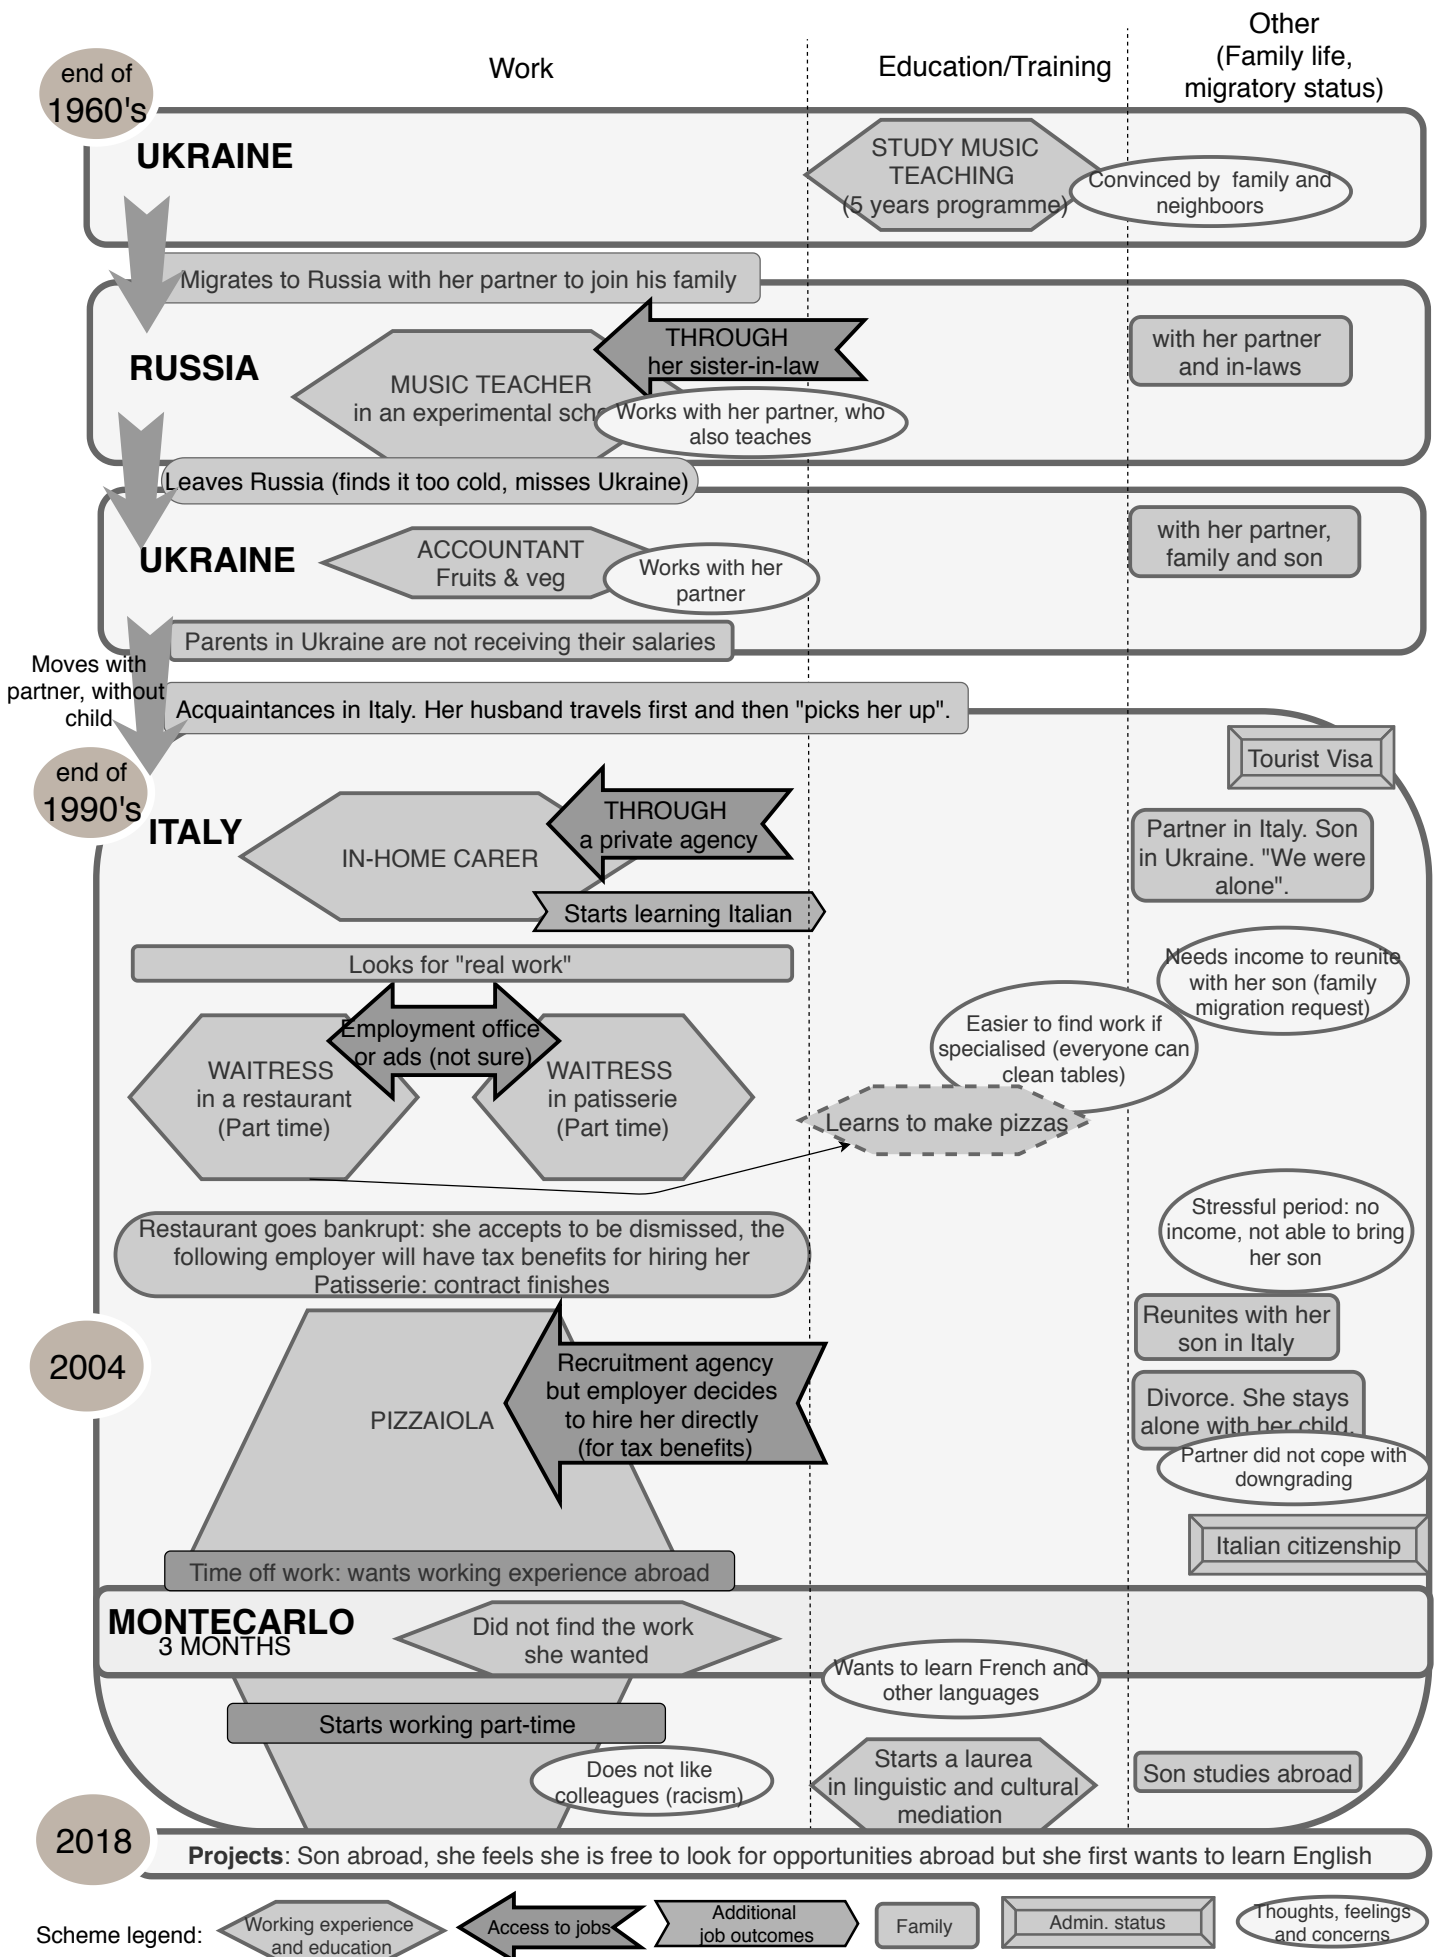 Work
Education/Training
Other
(Family life,
migratory status)
end of
1960's
UKRAINE
STUDY MUSIC
TEACHING
(5 years programme)
Convinced by family and
neighboors
Migrates to Russia with her partner to join his family
RUSSIA
MUSIC TEACHER
in an experimental scho
THROUGH
her sister-in-law
Works with her partner, who
also teaches
with her partner
and in-laws
Leaves Russia (finds it too cold, misses Ukraine)
UKRAINE
ACCOUNTANT
Fruits & veg
Works with her
partner
with her partner,
family and son
Parents in Ukraine are not receiving their salaries
Moves with
partner, without
child
Acquaintances in Italy. Her husband travels first and then "picks her up".
Tourist Visa
end of
1990's
ITALY
IN-HOME CARER
THROUGH
a private agency
Starts learning Italian
Partner in Italy. Son
in Ukraine. "We were
alone".
Looks for "real work"
Needs income to reunite
with her son (family
migration request)
Employment office
or ads (not sure)
WAITRESS
in a restaurant
(Part time)
WAITRESS
in patisserie
(Part time)
Easier to find work if
specialised (everyone can
clean tables)
Learns to make pizzas
Restaurant goes bankrupt: she accepts to be dismissed, the
following employer will have tax benefits for hiring her
Patisserie: contract finishes
Stressful period: no
income, not able to bring
her son
2004
PIZZAIOLA
Recruitment agency
but employer decides
to hire her directly
(for tax benefits)
Reunites with her
son in Italy
Divorce. She stays
alone with her child.
Partner did not cope with
downgrading
Italian citizenship
Time off work: wants working experience abroad
MONTECARLO
3 MONTHS
Did not find the work
she wanted
Wants to learn French and
other languages
Starts working part-time
Does not like
colleagues (racism)
Starts a laurea
in linguistic and cultural
mediation
Son studies abroad
2018
Projects: Son abroad, she feels she is free to look for opportunities abroad but she first wants to learn English
Scheme legend:
Working experience
and education
Access to jobs
Additional
job outcomes
Family
Admin. status
Thoughts, feelings
and concerns